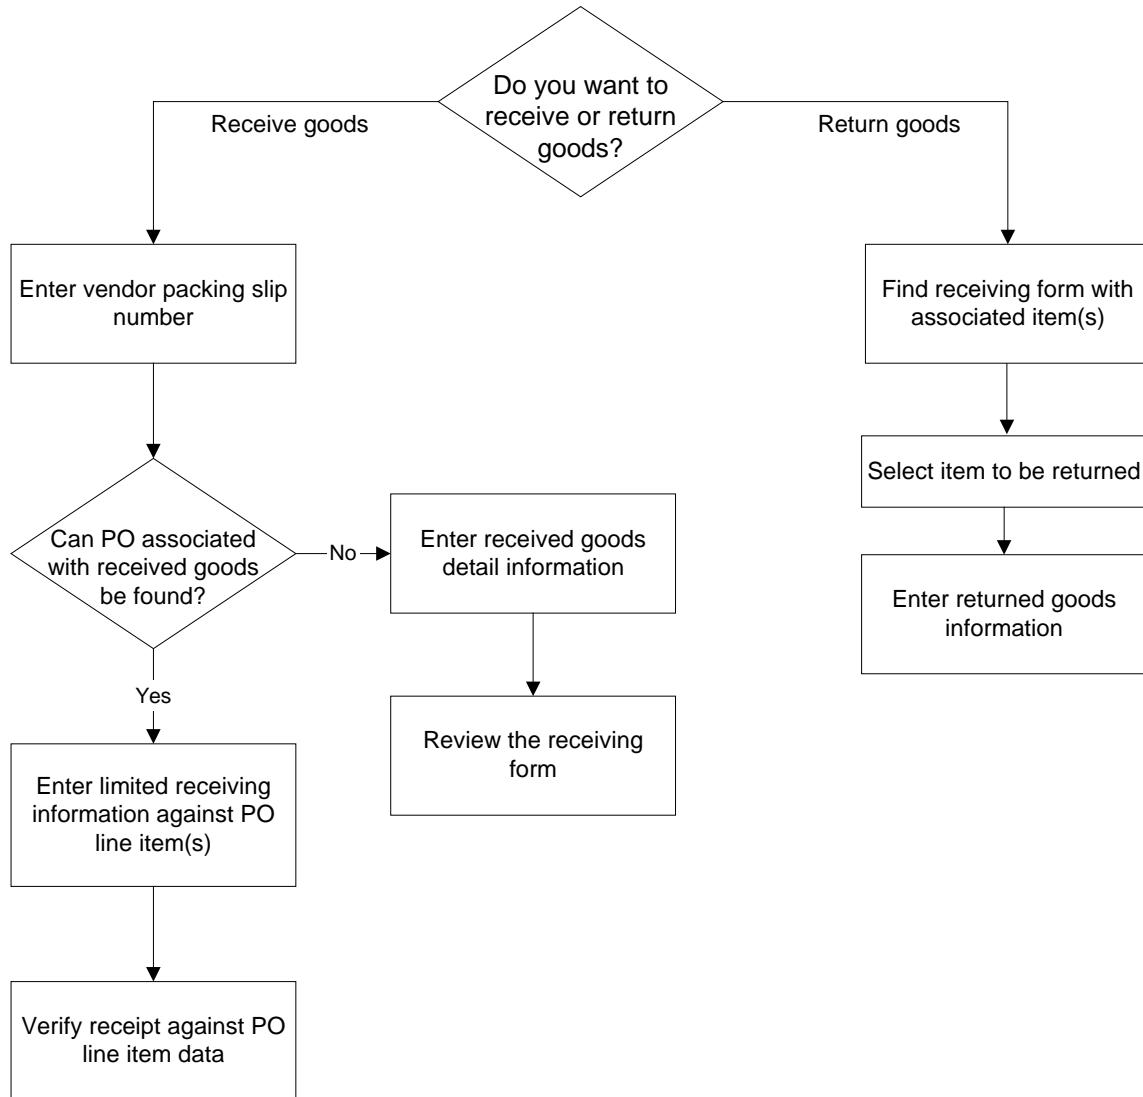 Do you want to
receive or return
goods?
Receive goods
Return goods
Enter vendor packing slip
number
Find receiving form with
associated item(s)
Select item to be returned
Can PO associated
with received goods
be found?
No
Enter received goods
detail information
Enter returned goods
information
Yes
Review the receiving
form
Enter limited receiving
information against PO
line item(s)
Verify receipt against PO
line item data